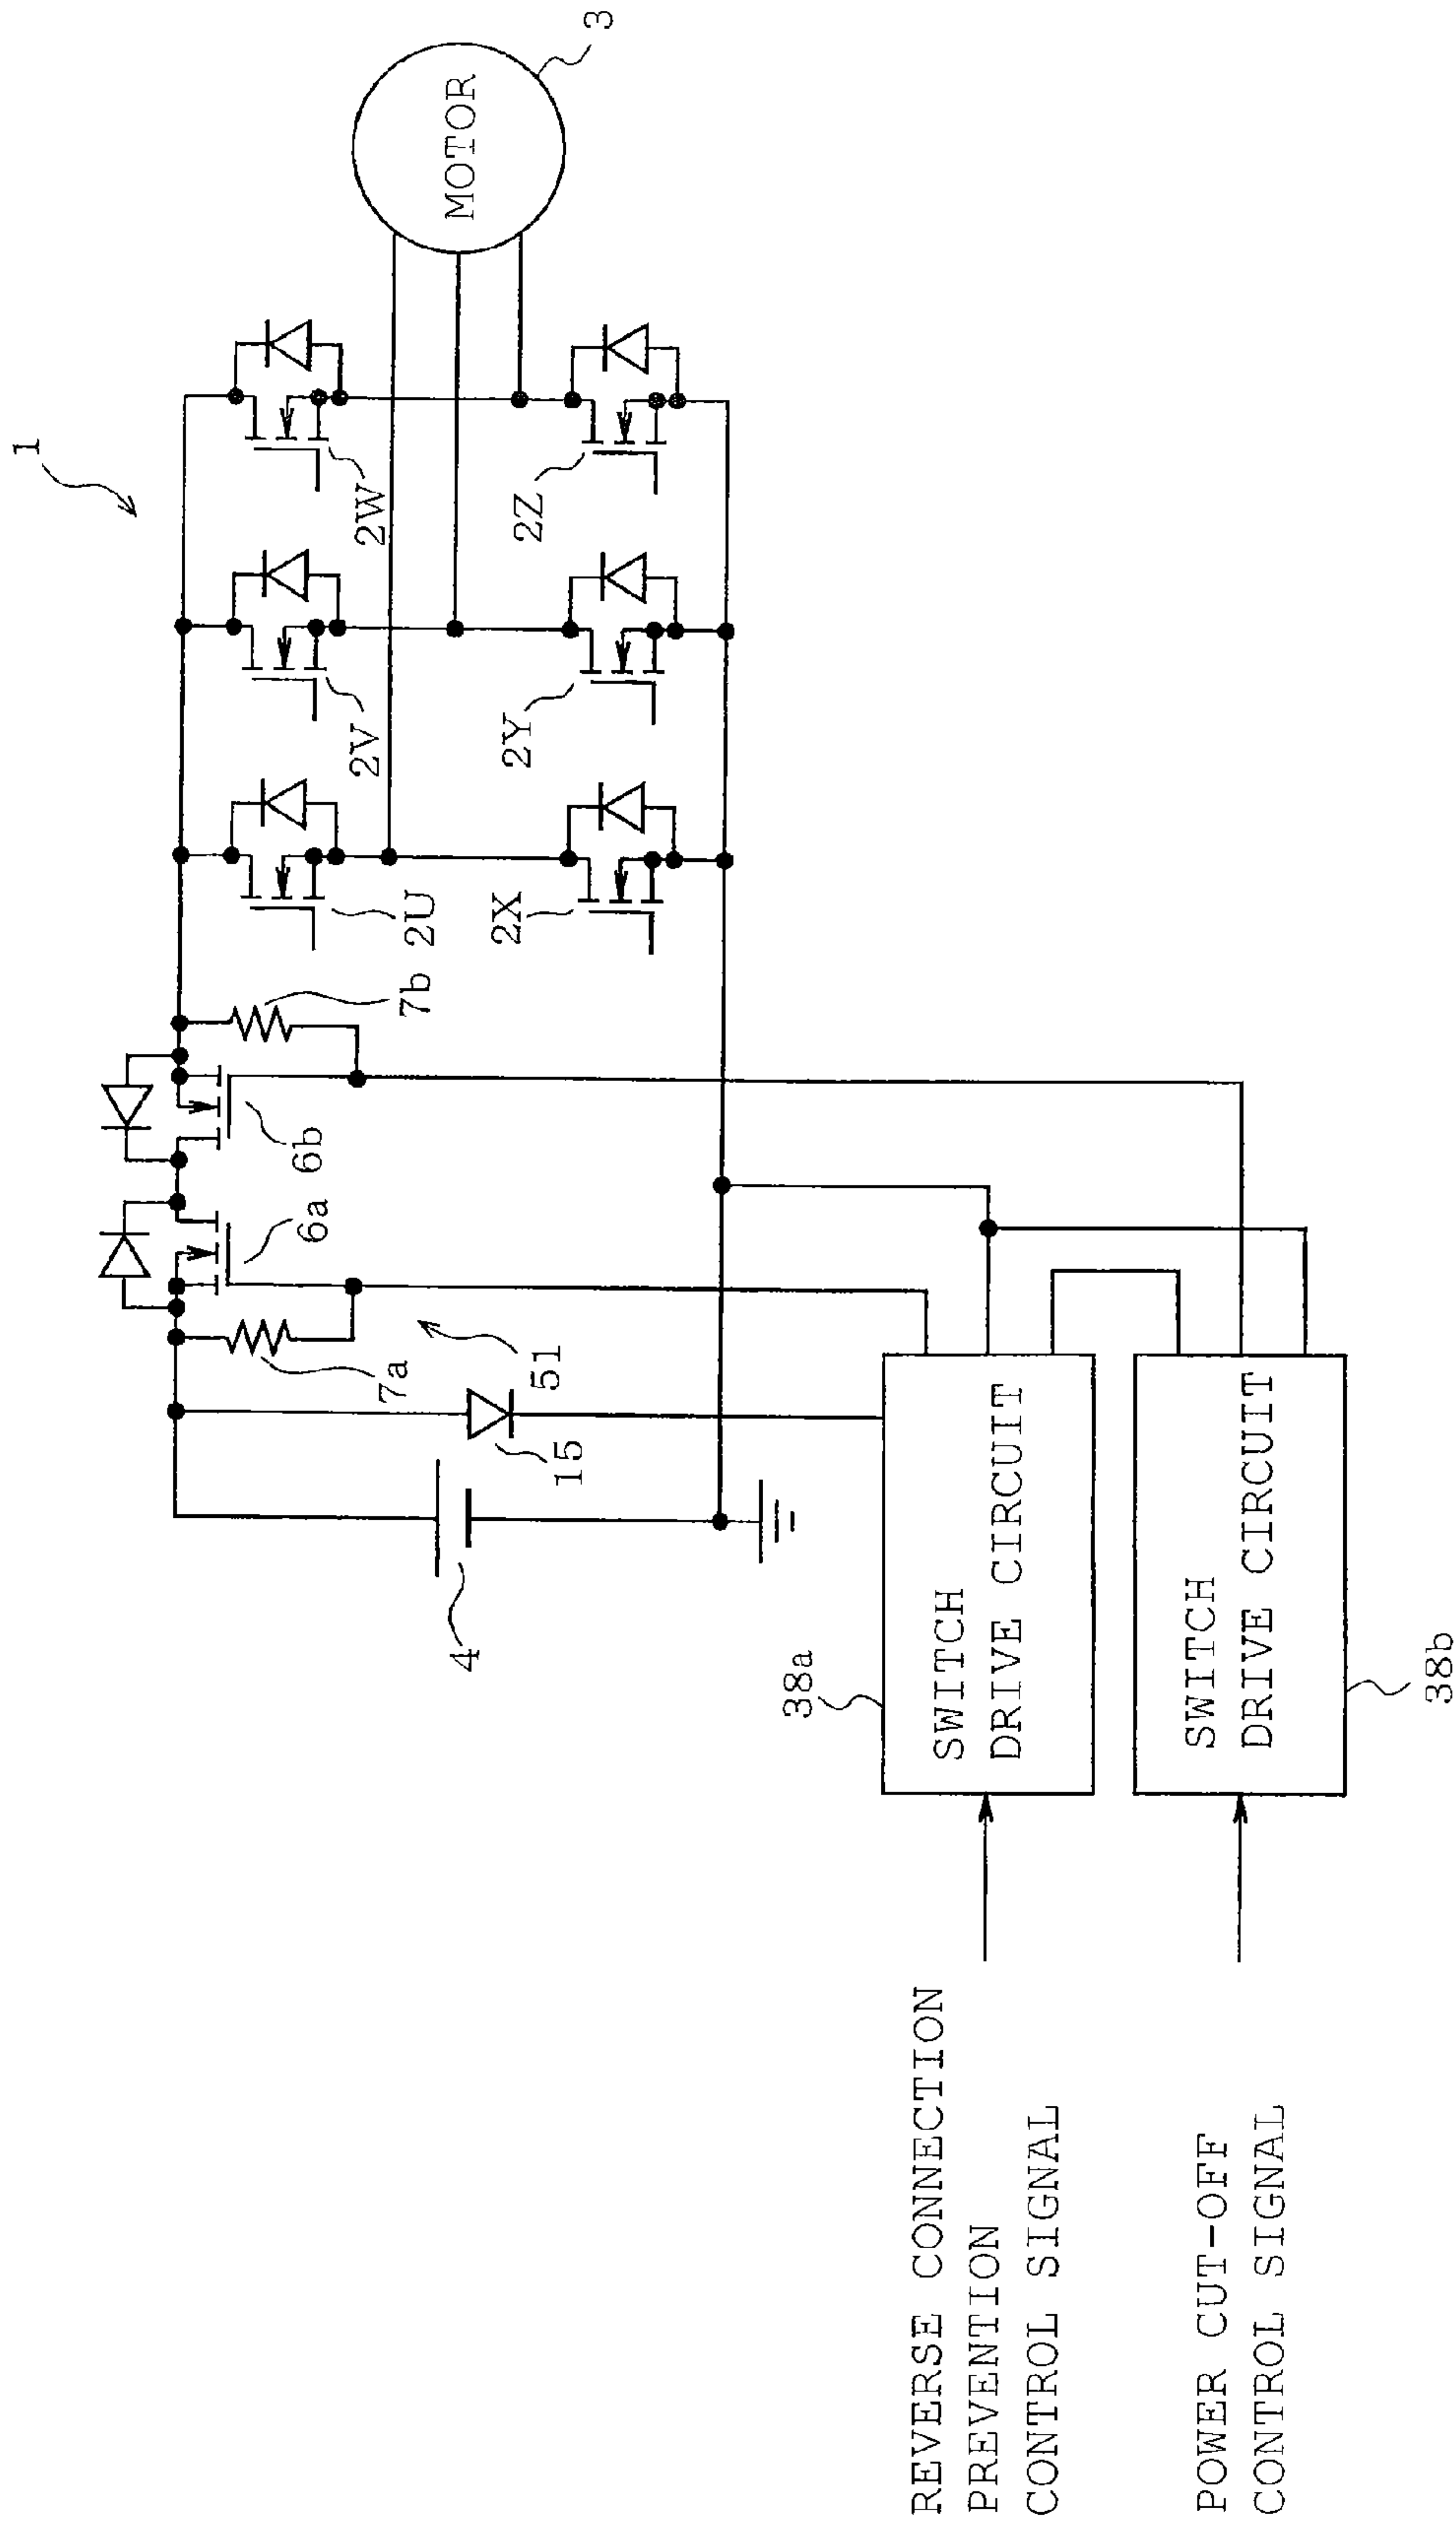 1
MOTOR
3
2U
2V
2W
2X
2Y
2Z
6a
6b
7a
7b
51
15
4
38a
SWITCH
DRIVE CIRCUIT
38b
SWITCH
DRIVE CIRCUIT
REVERSE CONNECTION
PREVENTION
CONTROL SIGNAL
POWER CUT-OFF
CONTROL SIGNAL